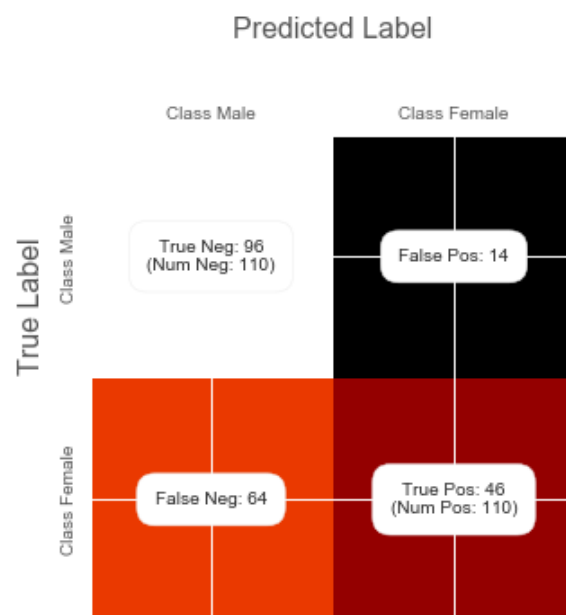 Predicted Label
Class Male
Class Female
True Label
Class Male
True Neg: 96
(Num Neg: 110)
False Pos: 14
Class Female
False Neg: 64
True Pos: 46
(Num Pos: 110)